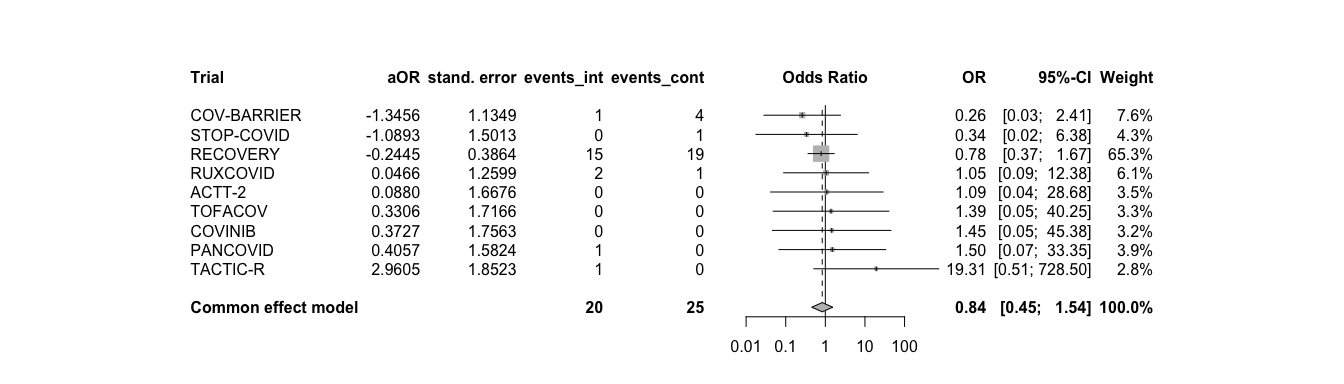 Trial aOR stand. error events_int events_cont Odds Ratio OR 95%-CI Weight
COV-BARRIER -1.3456 1.1349 1 4 0.26 [0.03; 2.41] 7.6%
STOP-COVID -1.0893 1.5013 0 1 0.34 [0.02; 6.38] 4.3%
RECOVERY -0.2445 0.3864 15 19 0.78 [0.37; 1.67] 65.3%
RUXCOVID 0.0466 1.2599 2 1 1.05 [0.09; 12.38] 6.1%
ACTT-2 0.0880 1.6676 0 0 1.09 [0.04; 28.68] 3.5%
TOFACOV 0.3306 1.7166 0 0 1.39 [0.05; 40.25] 3.3%
COVINIB 0.3727 1.7563 0 0 1.45 [0.05; 45.38] 3.2%
PANCOVID 0.4057 1.5824 1 0 1.50 [0.07; 33.35] 3.9%
TACTIC-R 2.9605 1.8523 1 0 19.31 [0.51; 728.50] 2.8%
Common effect model 20 25 0.84 [0.45; 1.54] 100.0%
0.01 0.1 1 10 100